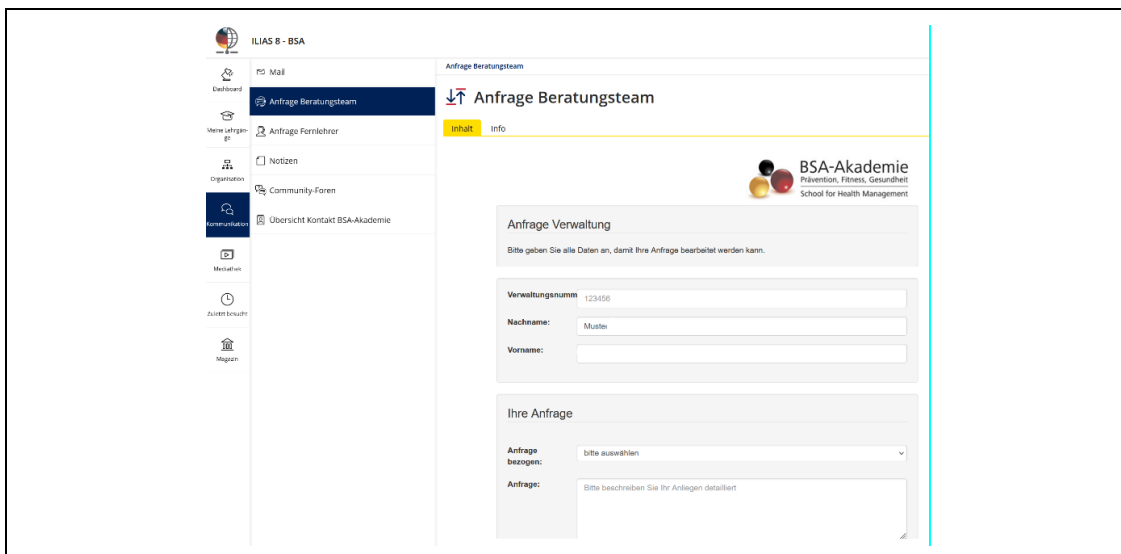 ILIAS 8 - BSA
Dashboard
Meine Lehrgän-
ge
Organisation
Kommunikation
Mediathek
Zuletzt besucht
Magazin
Mail
Anfrage Beratungsteam
Anfrage Fernlehrer
Notizen
Community-Foren
Übersicht Kontakt BSA-Akademie
Anfrage Beratungsteam
Anfrage Beratungsteam
Inhalt Info
BSA-Akademie
Prävention, Fitness, Gesundheit
School for Health Management
Anfrage Verwaltung
Bitte geben Sie alle Daten an, damit Ihre Anfrage bearbeitet werden kann.
Verwaltungsnumm 123456
Nachname: Muster
Vorname:
Ihre Anfrage
Anfrage
bezogen: bitte auswählen
Anfrage: Bitte beschreiben Sie Ihr Anliegen detailliert